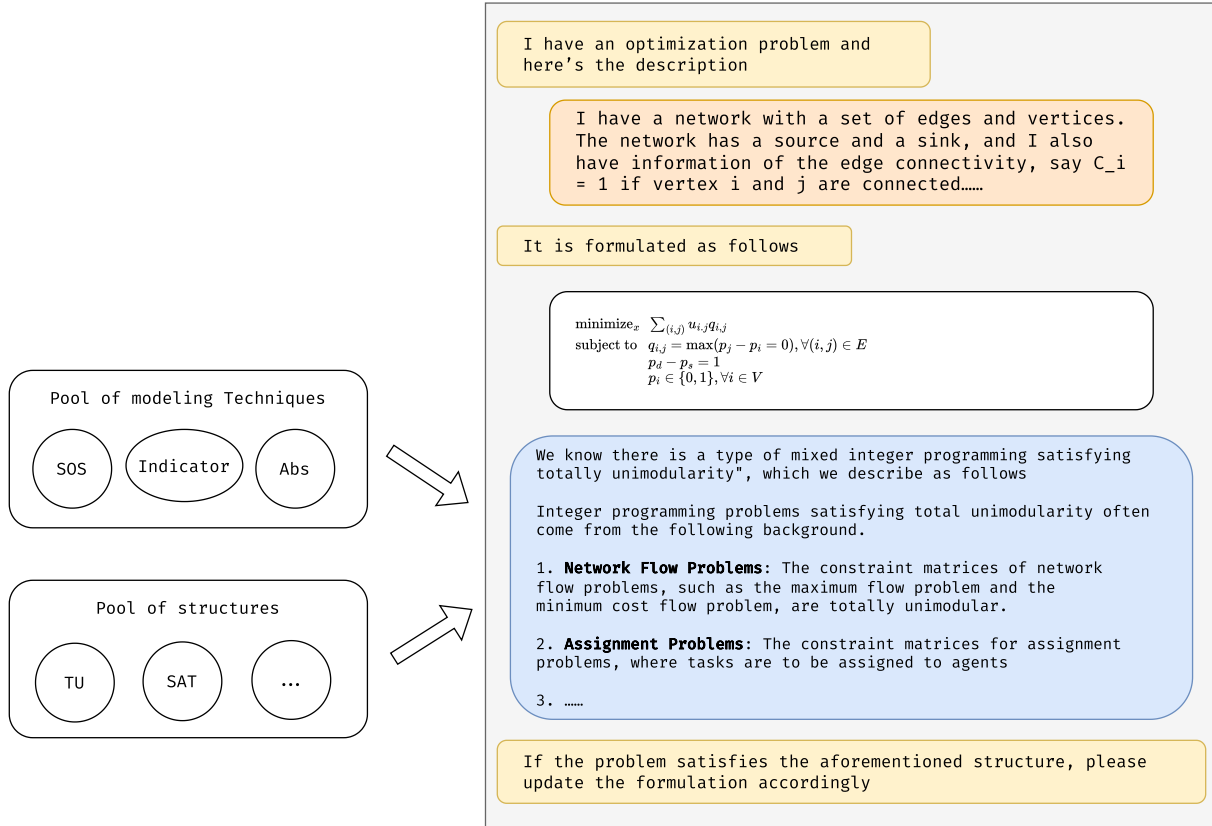 Pool of modeling Techniques
SOS
Indicator
Abs
Pool of structures
TU
SAT
...
I have an optimization problem and
here's the description
I have a network with a set of edges and vertices.
The network has a source and a sink, and I also
have information of the edge connectivity, say C_i
= 1 if vertex i and j are connected……
It is formulated as follows
minimize_x ∑_(i,j) u_{i.j} q_{i,j}
subject to q_{i,j} = max(p_j − p_i = 0), ∀(i, j) ∈ E
p_d − p_s = 1
p_i ∈ {0, 1}, ∀i ∈ V
We know there is a type of mixed integer programming satisfying
totally unimodularity", which we describe as follows
Integer programming problems satisfying total unimodularity often
come from the following background.
1. Network Flow Problems: The constraint matrices of network
flow problems, such as the maximum flow problem and the
minimum cost flow problem, are totally unimodular.
2. Assignment Problems: The constraint matrices for assignment
problems, where tasks are to be assigned to agents
3. ……
If the problem satisfies the aforementioned structure, please
update the formulation accordingly